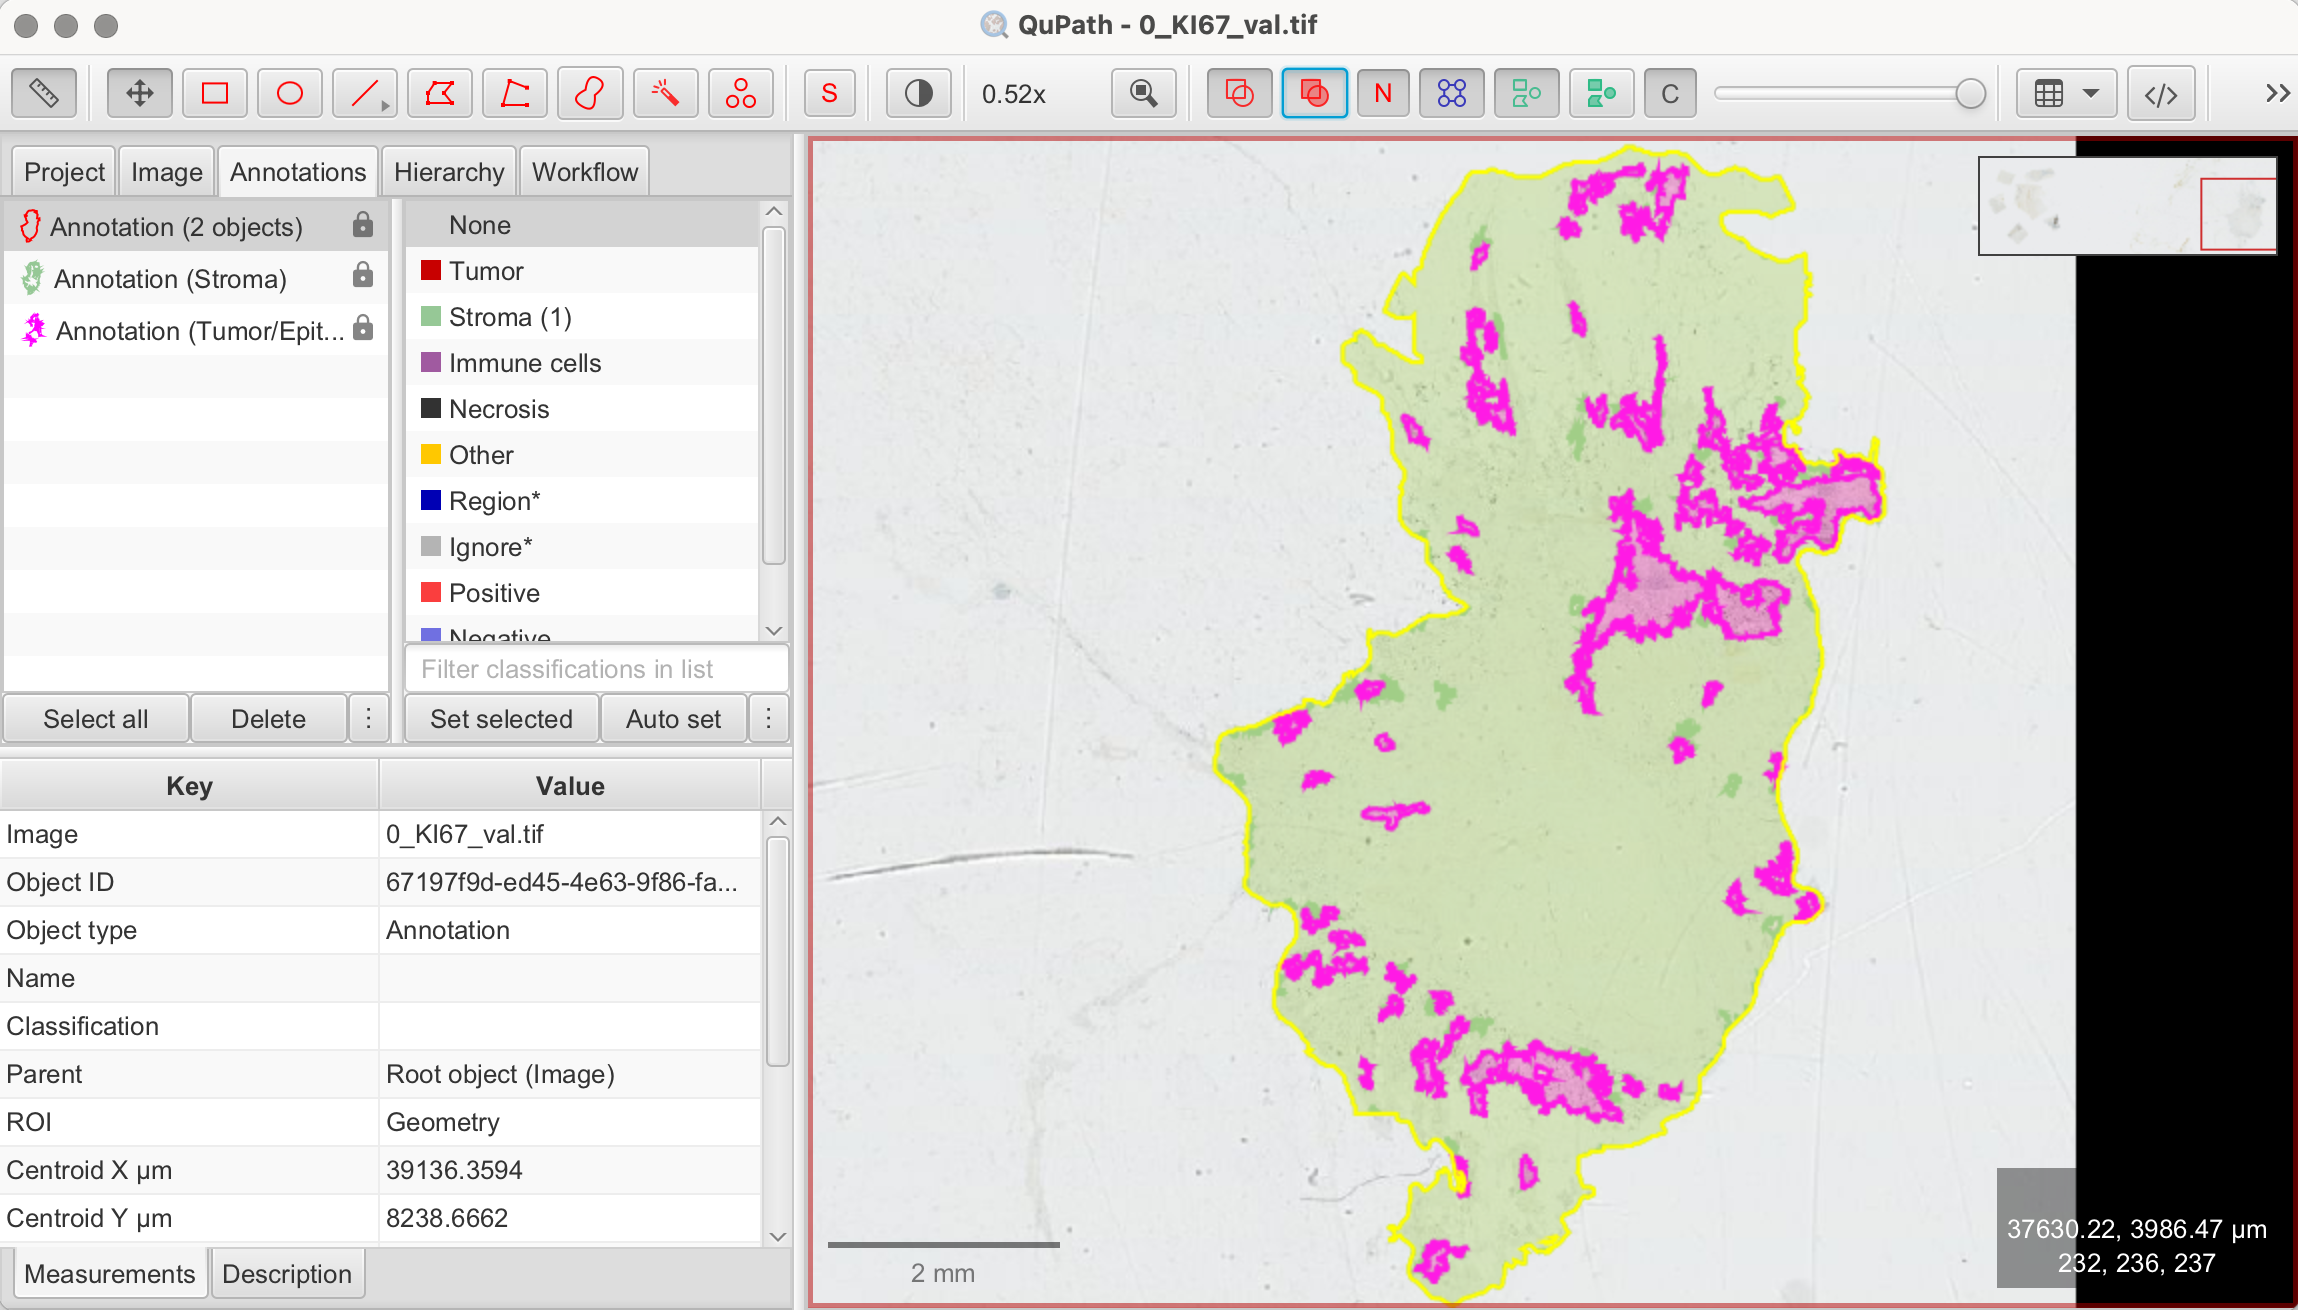 QuPath - 0_KI67_val.tif
S
0.52x
N
C
</>
Project
Image
Annotations
Hierarchy
Workflow
Annotation (2 objects)
Annotation (Stroma)
Annotation (Tumor/Epit...
None
Tumor
Stroma (1)
Immune cells
Necrosis
Other
Region*
Ignore*
Positive
Negative
Filter classifications in list
Select all
Delete
Set selected
Auto set
Key Value
Image 0_KI67_val.tif
Object ID 67197f9d-ed45-4e63-9f86-fa...
Object type Annotation
Name
Classification
Parent Root object (Image)
ROI Geometry
Centroid X µm 39136.3594
Centroid Y µm 8238.6662
Measurements
Description
2 mm
37630.22, 3986.47 µm
232, 236, 237